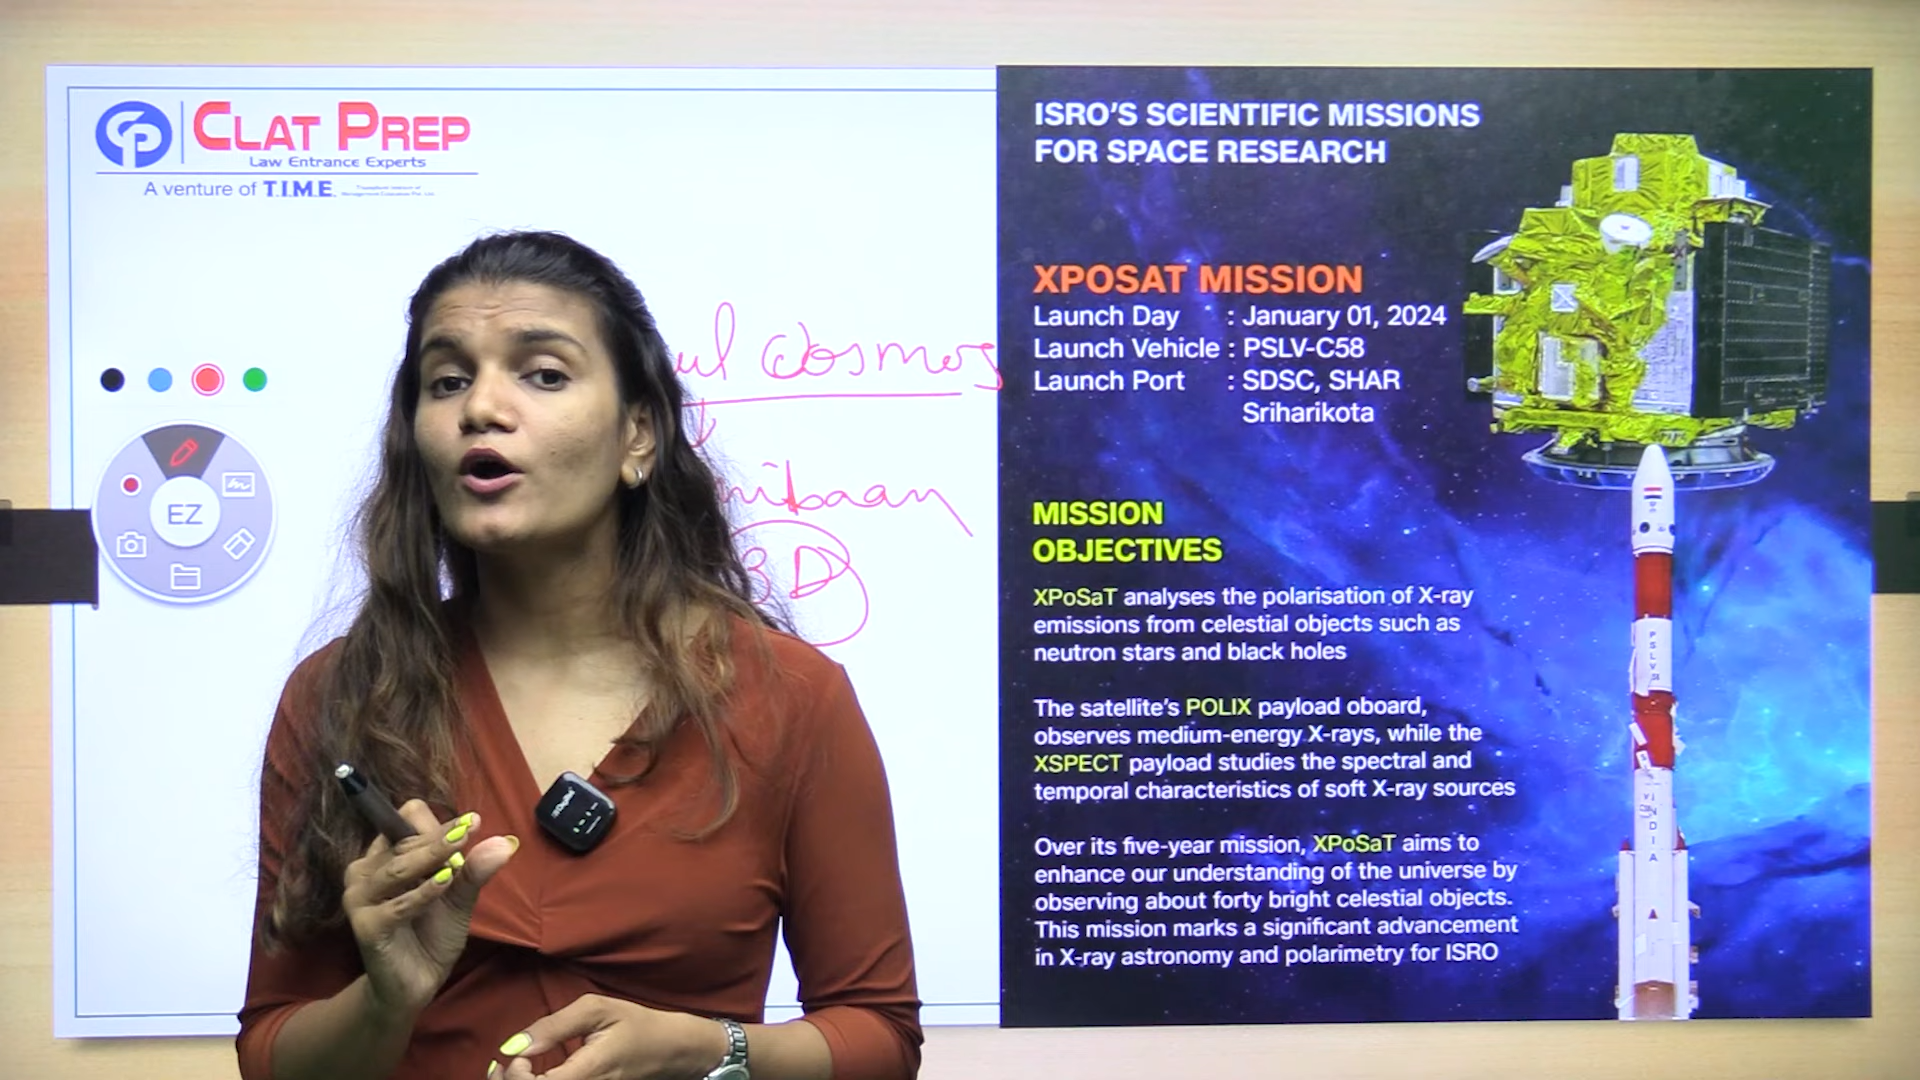 CLAT PREP
Law Entrance Experts
A venture of T.I.M.E.
EZ
Cosmos
3D
ISRO'S SCIENTIFIC MISSIONS
FOR SPACE RESEARCH
XPOSAT MISSION
Launch Day : January 01, 2024
Launch Vehicle : PSLV-C58
Launch Port : SDSC, SHAR
Sriharikota
MISSION
OBJECTIVES
XPoSaT analyses the polarisation of X-ray
emissions from celestial objects such as
neutron stars and black holes
The satellite's POLIX payload oboard,
observes medium-energy X-rays, while the
XSPECT payload studies the spectral and
temporal characteristics of soft X-ray sources
Over its five-year mission, XPoSaT aims to
enhance our understanding of the universe by
observing about forty bright celestial objects.
This mission marks a significant advancement
in X-ray astronomy and polarimetry for ISRO
PSLV
INDIA